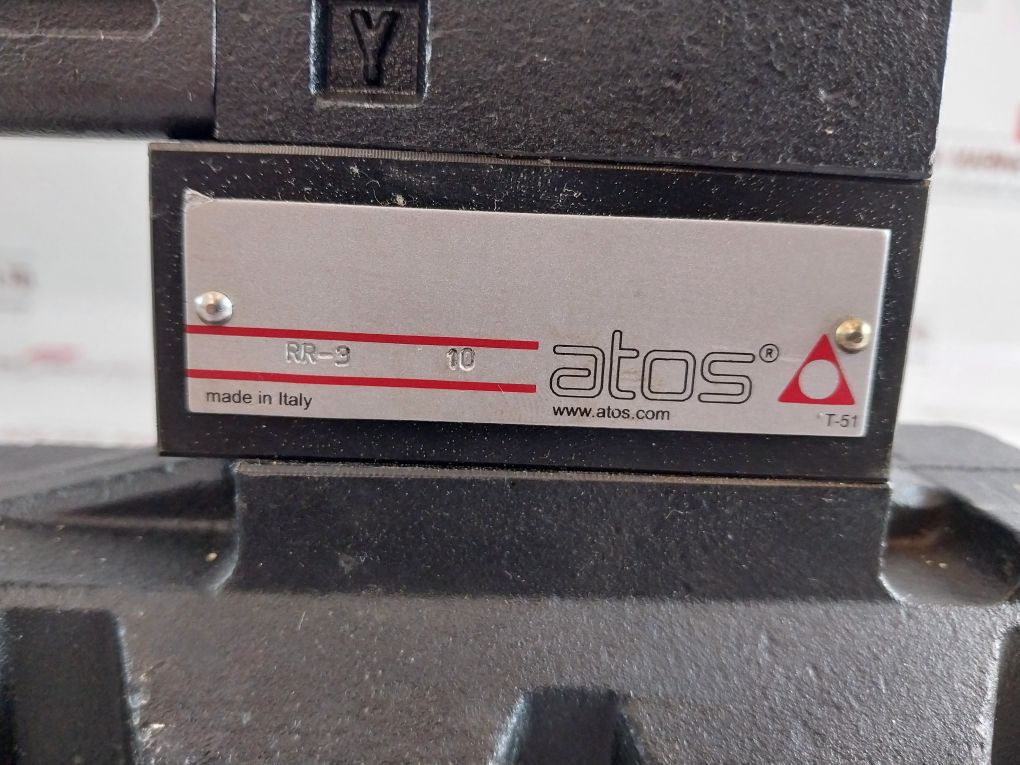 Y
RR-3 10
atos®
made in Italy
www.atos.com
T-51